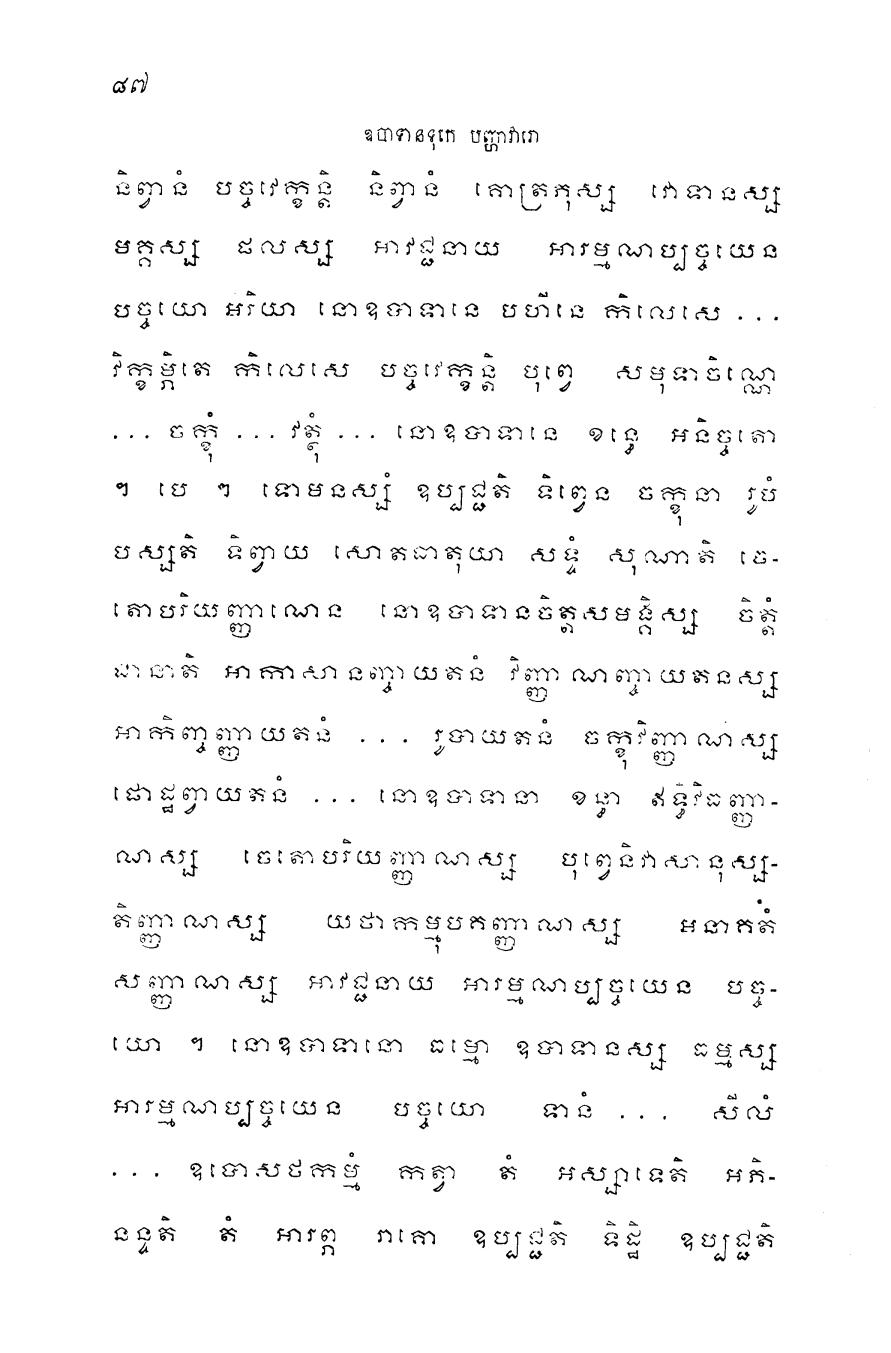 ៨៧
ឧបាទានទុកេ បញ្ហាវារោ
និព្វានំ បច្ចវេក្ខន្តិ និព្វានំ គោត្រភុស្ស វោទានស្ស
មគ្គស្ស ផលស្ស អាវជ្ជនាយ អារម្មណប្បច្ចយេន
បច្ចយោ អរិយា នោឧបាទានេ បហីនេ កិលេសេ ...
វិក្ខម្ភិតេ កិលេសេ បច្ចវេក្ខន្តិ បុព្វេ សមុទាចិណ្ណេ
... ចក្ខុំ ... វត្ថុំ ... នោឧបាទានេ ខន្ធេ អនិច្ចតោ
ៗ បេ ៗ ទោមនស្សំ ឧប្បជ្ជតិ ទិព្វេន ចក្ខុនា រូបំ
បស្សតិ ទិព្វាយ សោតធាតុយា សទ្ទំ សុណាតិ ចេ-
តោបរិយញ្ញាណេន នោឧបាទានចិត្តសមង្គិស្ស ចិត្តំ
ជានាតិ អាកាសានញ្ចាយតនំ វិញ្ញាណញ្ចាយតនស្ស
អាកិញ្ចញ្ញាយតនំ ... រូបាយតនំ ចក្ខុវិញ្ញាណស្ស
ផោដ្ឋព្វាយតនំ ... នោឧបាទានា ខន្ធា ឥទ្ធិវិធញ្ញា-
ណស្ស ចេតោបរិយញ្ញាណស្ស បុព្វេនិវាសានុស្ស-
តិញ្ញាណស្ស យថាកម្មុបគញ្ញាណស្ស អនាគតំ
សញ្ញាណស្ស អាវជ្ជនាយ អារម្មណប្បច្ចយេន បច្ច-
យោ ៗ នោឧបាទានោ ធម្មោ ឧបាទានស្ស ធម្មស្ស
អារម្មណប្បច្ចយេន បច្ចយោ ទានំ ... សីលំ
... ឧបោសថកម្មំ កត្វា តំ អស្សាទេតិ អភិ-
នន្ទតិ តំ អារព្ភ រាគោ ឧប្បជ្ជតិ ទិដ្ឋិ ឧប្បជ្ជតិ